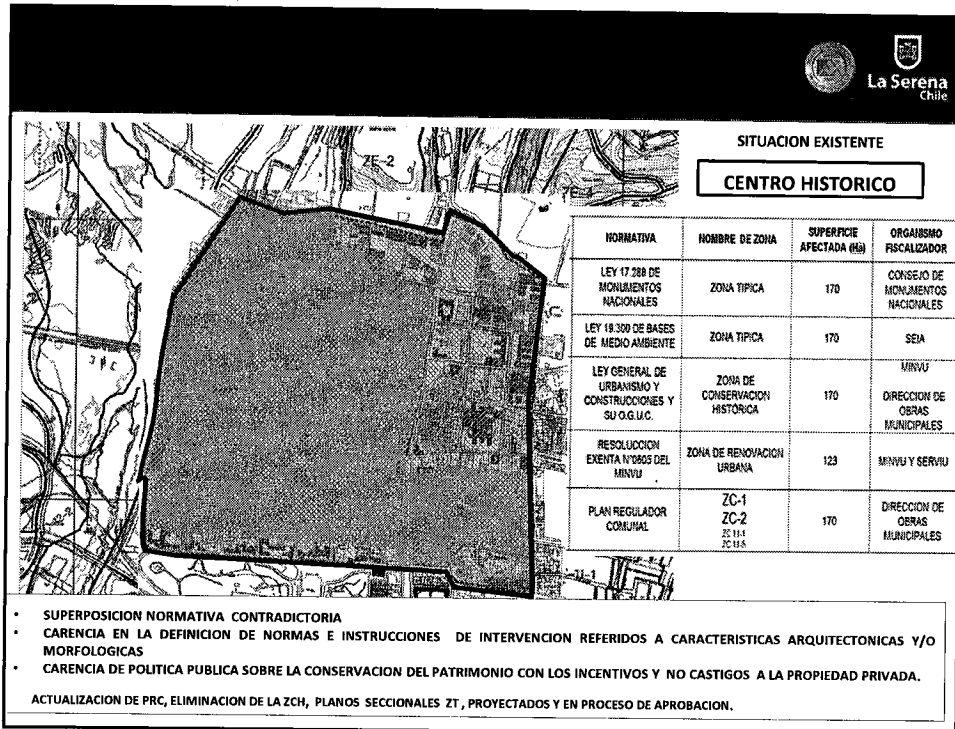 La Serena
Chile
SITUACION EXISTENTE
CENTRO HISTORICO
ZE-2
NORMATIVA
NOMBRE DE ZONA
SUPERFICIE
AFECTADA (Ha)
ORGANISMO
FISCALIZADOR
LEY 17.288 DE
MONUMENTOS
NACIONALES
ZONA TIPICA
170
CONSEJO DE
MONUMENTOS
NACIONALES
LEY 19.300 DE BASES
DE MEDIO AMBIENTE
ZONA TIPICA
170
SEIA
LEY GENERAL DE
URBANISMO Y
CONSTRUCCIONES Y
SU O.G.U.C.
ZONA DE
CONSERVACION
HISTÓRICA
170
MINVU
DIRECCION DE
OBRAS
MUNICIPALES
RESOLUCCION
EXENTA N°0605 DEL
MINVU
ZONA DE RENOVACION
URBANA
123
MINVU Y SERVIU
PLAN REGULADOR
COMUNAL
ZC-1
ZC-2
170
DIRECCION DE
OBRAS
MUNICIPALES
• SUPERPOSICION NORMATIVA CONTRADICTORIA
• CARENCIA EN LA DEFINICION DE NORMAS E INSTRUCCIONES DE INTERVENCION REFERIDOS A CARACTERISTICAS ARQUITECTONICAS Y/O
MORFOLOGICAS
• CARENCIA DE POLITICA PUBLICA SOBRE LA CONSERVACION DEL PATRIMONIO CON LOS INCENTIVOS Y NO CASTIGOS A LA PROPIEDAD PRIVADA.
ACTUALIZACION DE PRC, ELIMINACION DE LA ZCH, PLANOS SECCIONALES ZT , PROYECTADOS Y EN PROCESO DE APROBACION.